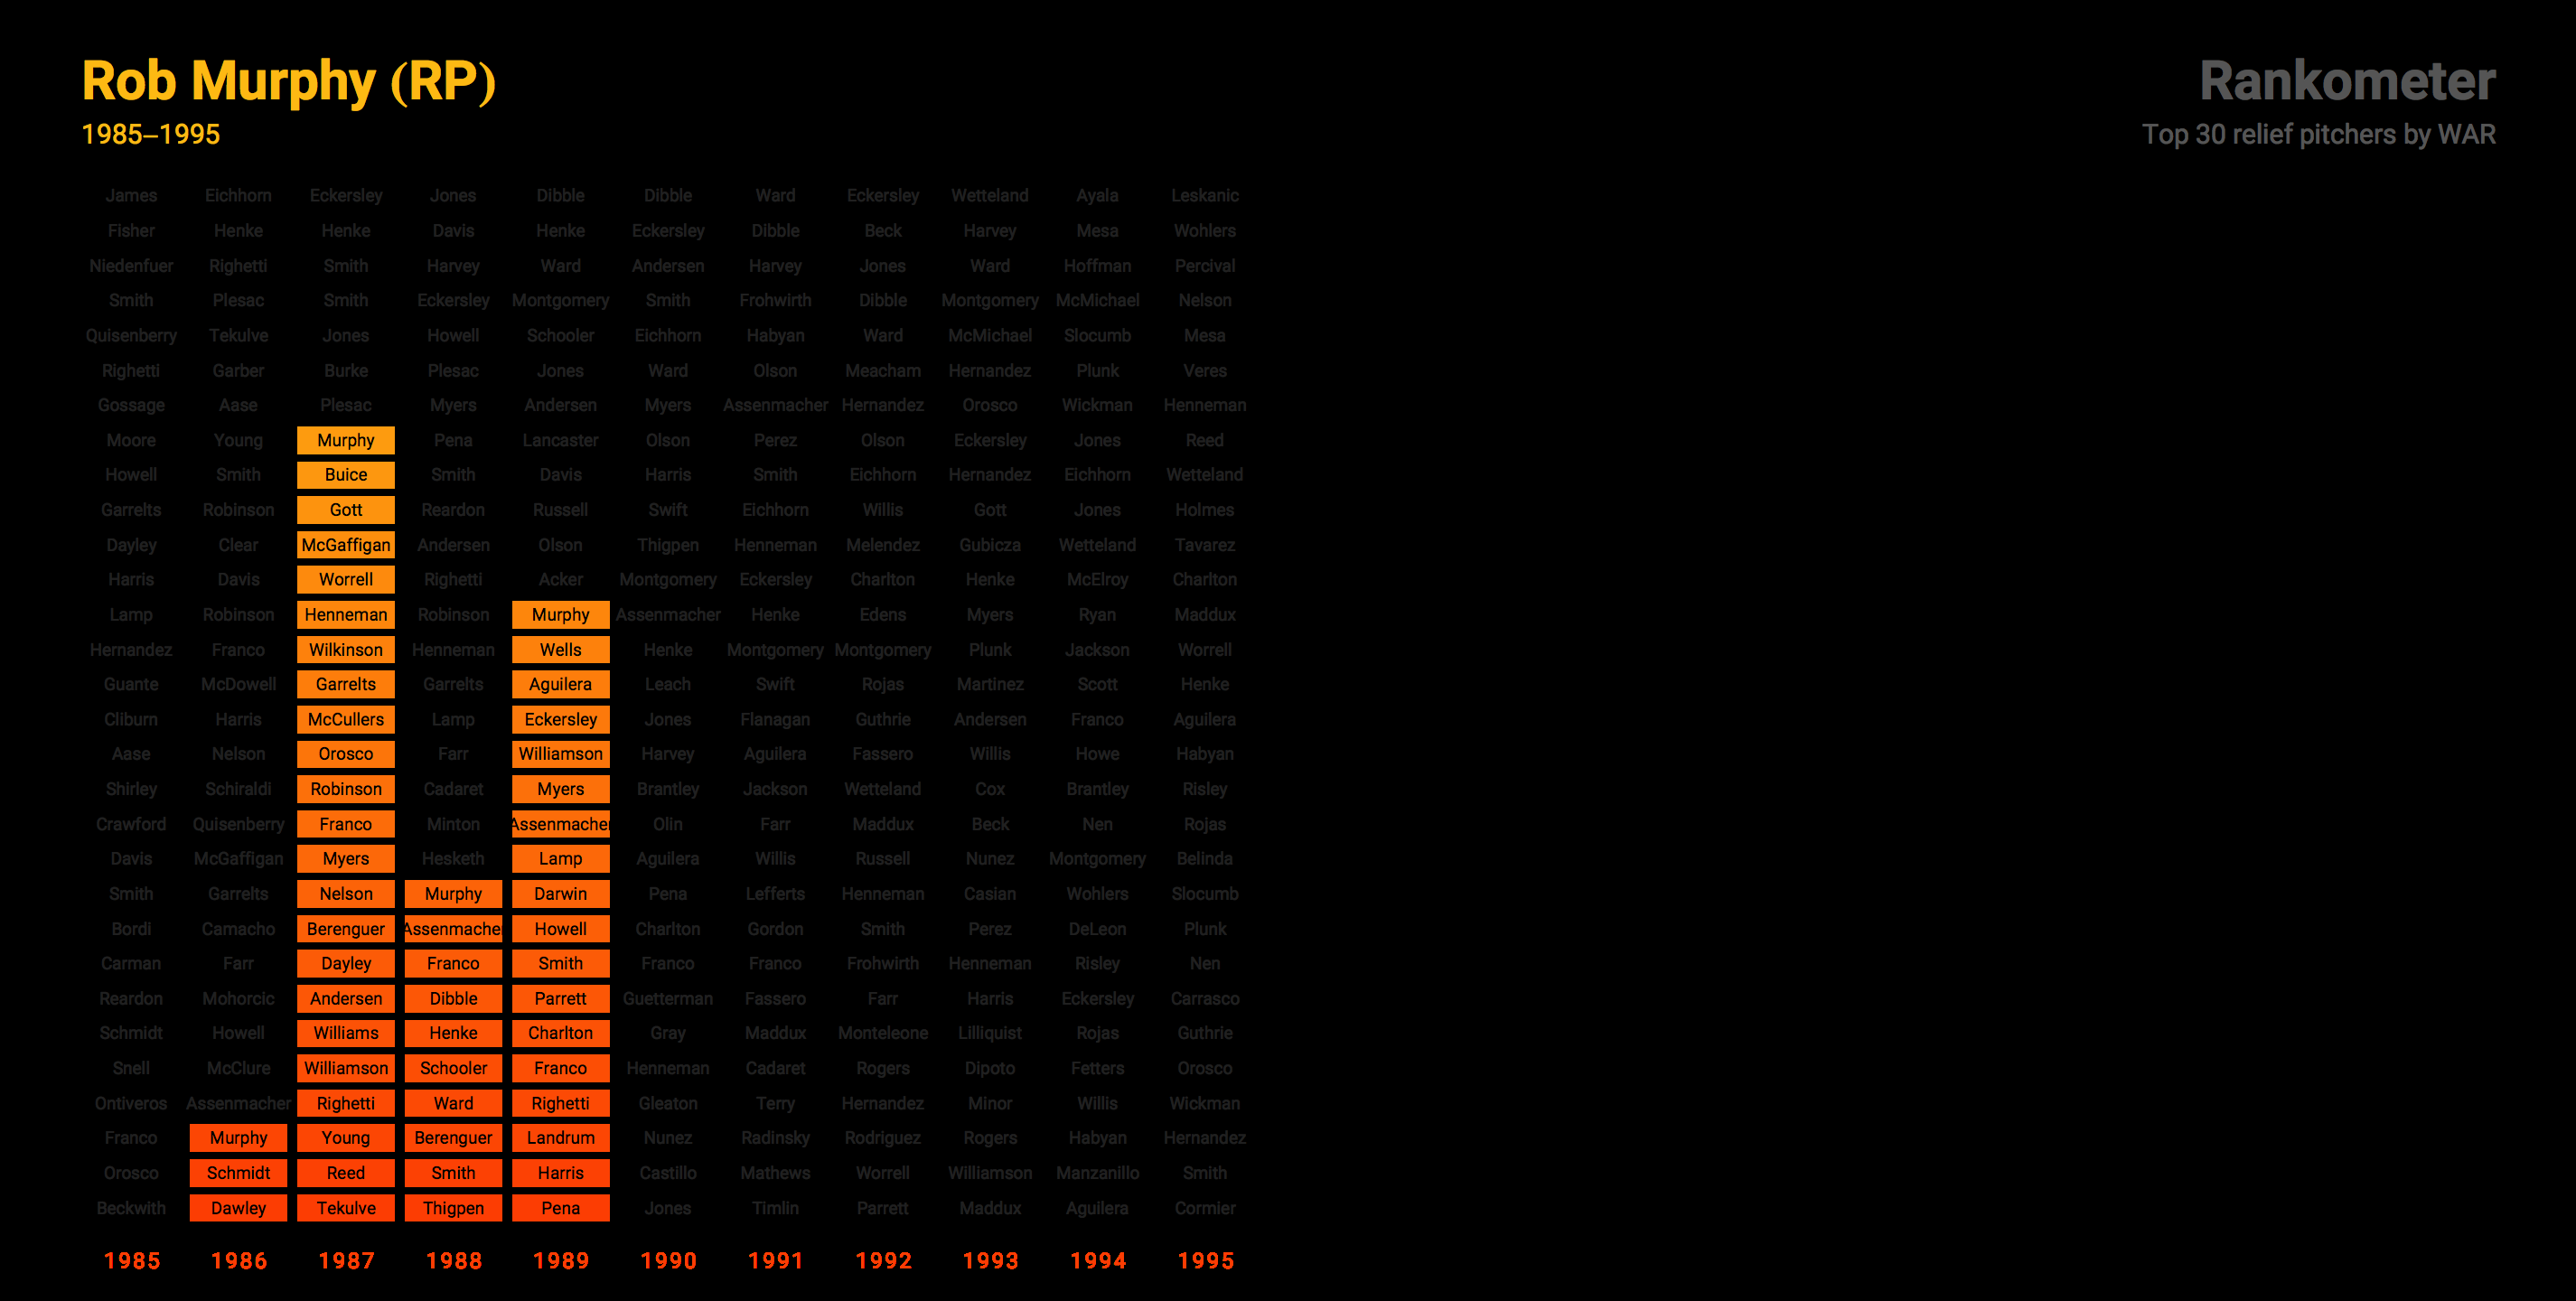 Rob Murphy (RP)
1985–1995
Rankometer
Top 30 relief pitchers by WAR
James Eichhorn Eckersley Jones Dibble Dibble Ward Eckersley Wetteland Ayala Leskanic
Fisher Henke Henke Davis Henke Eckersley Dibble Beck Harvey Mesa Wohlers
Niedenfuer Righetti Smith Harvey Ward Andersen Harvey Jones Ward Hoffman Percival
Smith Plesac Smith Eckersley Montgomery Smith Frohwirth Dibble Montgomery McMichael Nelson
Quisenberry Tekulve Jones Howell Schooler Eichhorn Habyan Ward McMichael Slocumb Mesa
Righetti Garber Burke Plesac Jones Ward Olson Meacham Hernandez Plunk Veres
Gossage Aase Plesac Myers Andersen Myers Assenmacher Hernandez Orosco Wickman Henneman
Moore Young Murphy Pena Lancaster Olson Perez Olson Eckersley Jones Reed
Howell Smith Buice Smith Davis Harris Smith Eichhorn Hernandez Eichhorn Wetteland
Garrelts Robinson Gott Reardon Russell Swift Eichhorn Willis Gott Jones Holmes
Dayley Clear McGaffigan Andersen Olson Thigpen Henneman Melendez Gubicza Wetteland Tavarez
Harris Davis Worrell Righetti Acker Montgomery Eckersley Charlton Henke McElroy Charlton
Lamp Robinson Henneman Robinson Murphy Assenmacher Henke Edens Myers Ryan Maddux
Hernandez Franco Wilkinson Henneman Wells Henke Montgomery Montgomery Plunk Jackson Worrell
Guante McDowell Garrelts Garrelts Aguilera Leach Swift Rojas Martinez Scott Henke
Cliburn Harris McCullers Lamp Eckersley Jones Flanagan Guthrie Andersen Franco Aguilera
Aase Nelson Orosco Farr Williamson Harvey Aguilera Fassero Willis Howe Habyan
Shirley Schiraldi Robinson Cadaret Myers Brantley Jackson Wetteland Cox Brantley Risley
Crawford Quisenberry Franco Minton Assenmacher Olin Farr Maddux Beck Nen Rojas
Davis McGaffigan Myers Hesketh Lamp Aguilera Willis Russell Nunez Montgomery Belinda
Smith Garrelts Nelson Murphy Darwin Pena Lefferts Henneman Casian Wohlers Slocumb
Bordi Camacho Berenguer Assenmacher Howell Charlton Gordon Smith Perez DeLeon Plunk
Carman Farr Dayley Franco Smith Franco Franco Frohwirth Henneman Risley Nen
Reardon Mohorcic Andersen Dibble Parrett Guetterman Fassero Farr Harris Eckersley Carrasco
Schmidt Howell Williams Henke Charlton Gray Maddux Monteleone Lilliquist Rojas Guthrie
Snell McClure Williamson Schooler Franco Henneman Cadaret Rogers Dipoto Fetters Orosco
Ontiveros Assenmacher Righetti Ward Righetti Gleaton Terry Hernandez Minor Willis Wickman
Franco Murphy Young Berenguer Landrum Nunez Radinsky Rodriguez Rogers Habyan Hernandez
Orosco Schmidt Reed Smith Harris Castillo Mathews Worrell Williamson Manzanillo Smith
Beckwith Dawley Tekulve Thigpen Pena Jones Timlin Parrett Maddux Aguilera Cormier
1985 1986 1987 1988 1989 1990 1991 1992 1993 1994 1995